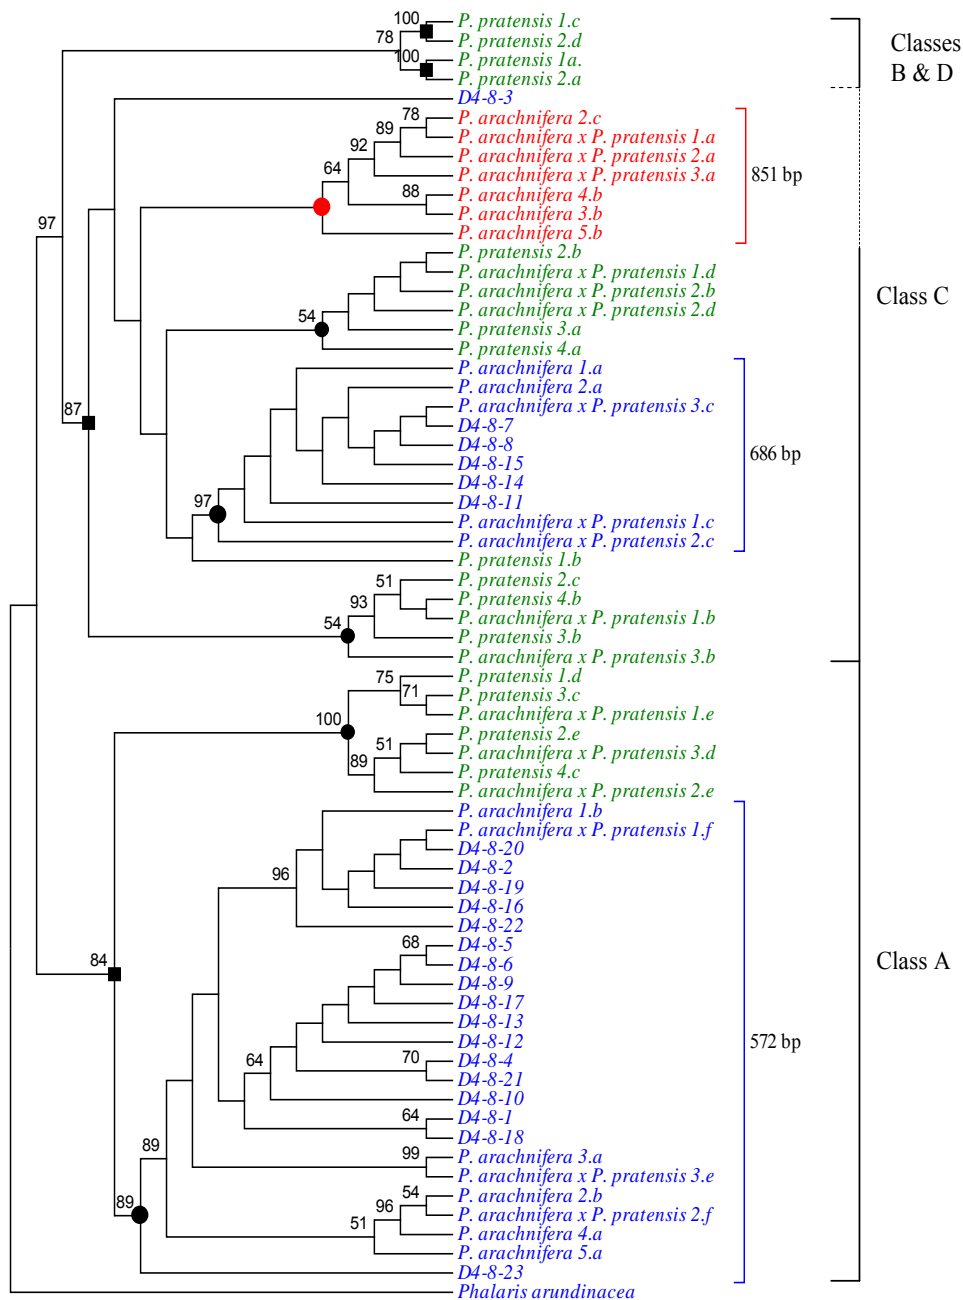 100
P. pratensis 1.c
78
P. pratensis 2.d
Classes
B & D
100
P. pratensis 1a.
P. pratensis 2.a
D4-8-3
78
P. arachnifera 2.c
89
P. arachnifera x P. pratensis 1.a
92
P. arachnifera x P. pratensis 2.a
64
P. arachnifera x P. pratensis 3.a
851 bp
88
P. arachnifera 4.b
P. arachnifera 3.b
97
P. arachnifera 5.b
P. pratensis 2.b
P. arachnifera x P. pratensis 1.d
P. arachnifera x P. pratensis 2.b
Class C
54
P. arachnifera x P. pratensis 2.d
P. pratensis 3.a
P. pratensis 4.a
P. arachnifera 1.a
P. arachnifera 2.a
87
P. arachnifera x P. pratensis 3.c
D4-8-7
D4-8-8
686 bp
D4-8-15
D4-8-14
97
D4-8-11
P. arachnifera x P. pratensis 1.c
P. arachnifera x P. pratensis 2.c
P. pratensis 1.b
51
P. pratensis 2.c
93
P. pratensis 4.b
54
P. arachnifera x P. pratensis 1.b
P. pratensis 3.b
P. arachnifera x P. pratensis 3.b
75
P. pratensis 1.d
71
P. pratensis 3.c
100
P. arachnifera x P. pratensis 1.e
P. pratensis 2.e
51
P. arachnifera x P. pratensis 3.d
89
P. pratensis 4.c
P. arachnifera x P. pratensis 2.e
P. arachnifera 1.b
P. arachnifera x P. pratensis 1.f
D4-8-20
96
D4-8-2
D4-8-19
D4-8-16
D4-8-22
68
D4-8-5
84
D4-8-6
Class A
D4-8-9
D4-8-17
D4-8-13
D4-8-12
572 bp
64
70
D4-8-4
D4-8-21
D4-8-10
64
D4-8-1
D4-8-18
89
99
P. arachnifera 3.a
P. arachnifera x P. pratensis 3.e
54
P. arachnifera 2.b
89
96
P. arachnifera x P. pratensis 2.f
51
P. arachnifera 4.a
P. arachnifera 5.a
D4-8-23
Phalaris arundinacea